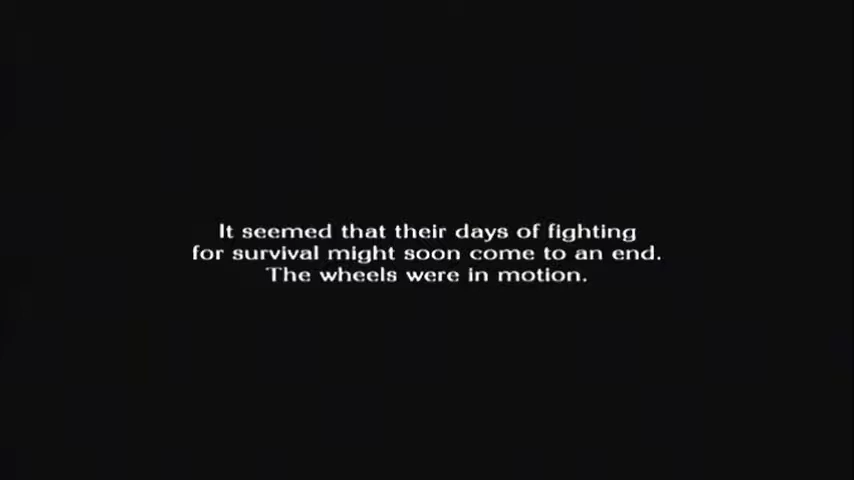 It seemed that their days of fighting
for survival might soon come to an end.
The wheels were in motion.